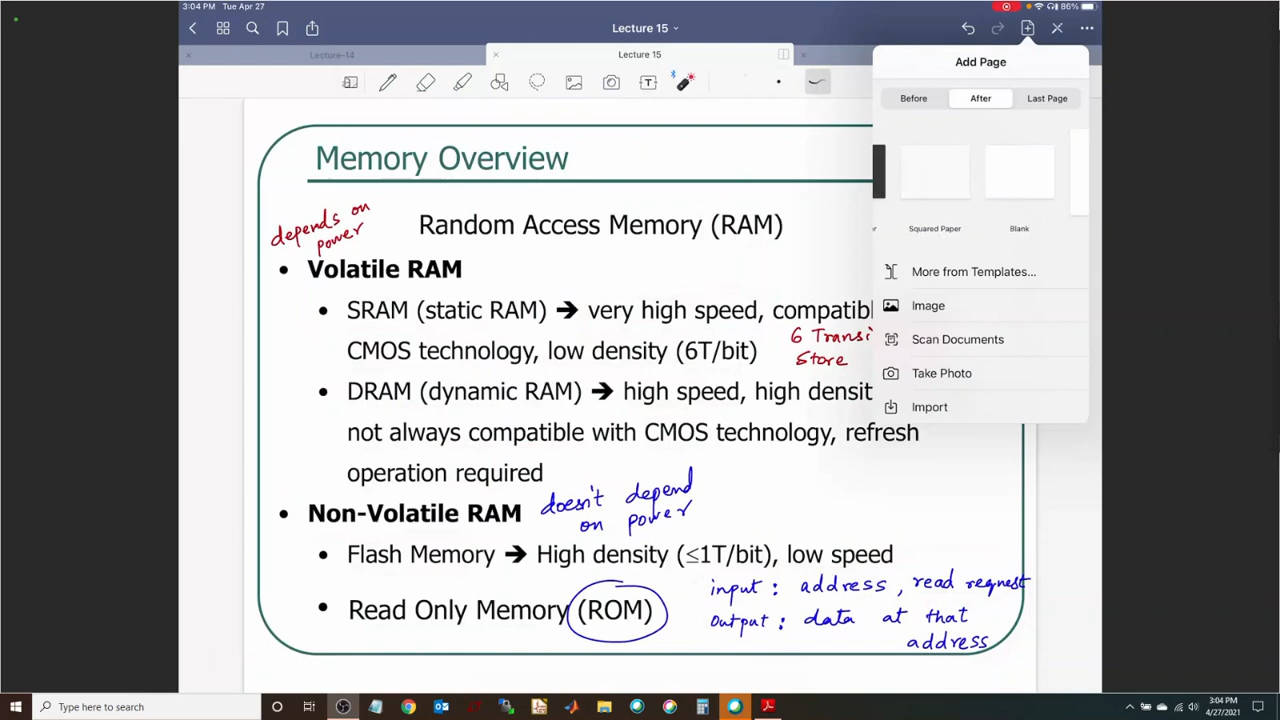 3:04 PM Tue Apr 27
86%
Lecture 15
Lecture-14
Lecture 15
Add Page
Before
After
Last Page
Squared Paper
Blank
More from Templates...
Image
Scan Documents
Take Photo
Import
Memory Overview
depends on
power
Random Access Memory (RAM)
• Volatile RAM
• SRAM (static RAM) ➔ very high speed, compatibl
6 Transi
CMOS technology, low density (6T/bit)
Store
• DRAM (dynamic RAM) ➔ high speed, high densit
not always compatible with CMOS technology, refresh
operation required
• Non-Volatile RAM
doesn't depend
on power
• Flash Memory ➔ High density (≤1T/bit), low speed
input : address , read request
• Read Only Memory (ROM)
Output : data at that
address
Type here to search
3:04 PM
4/27/2021